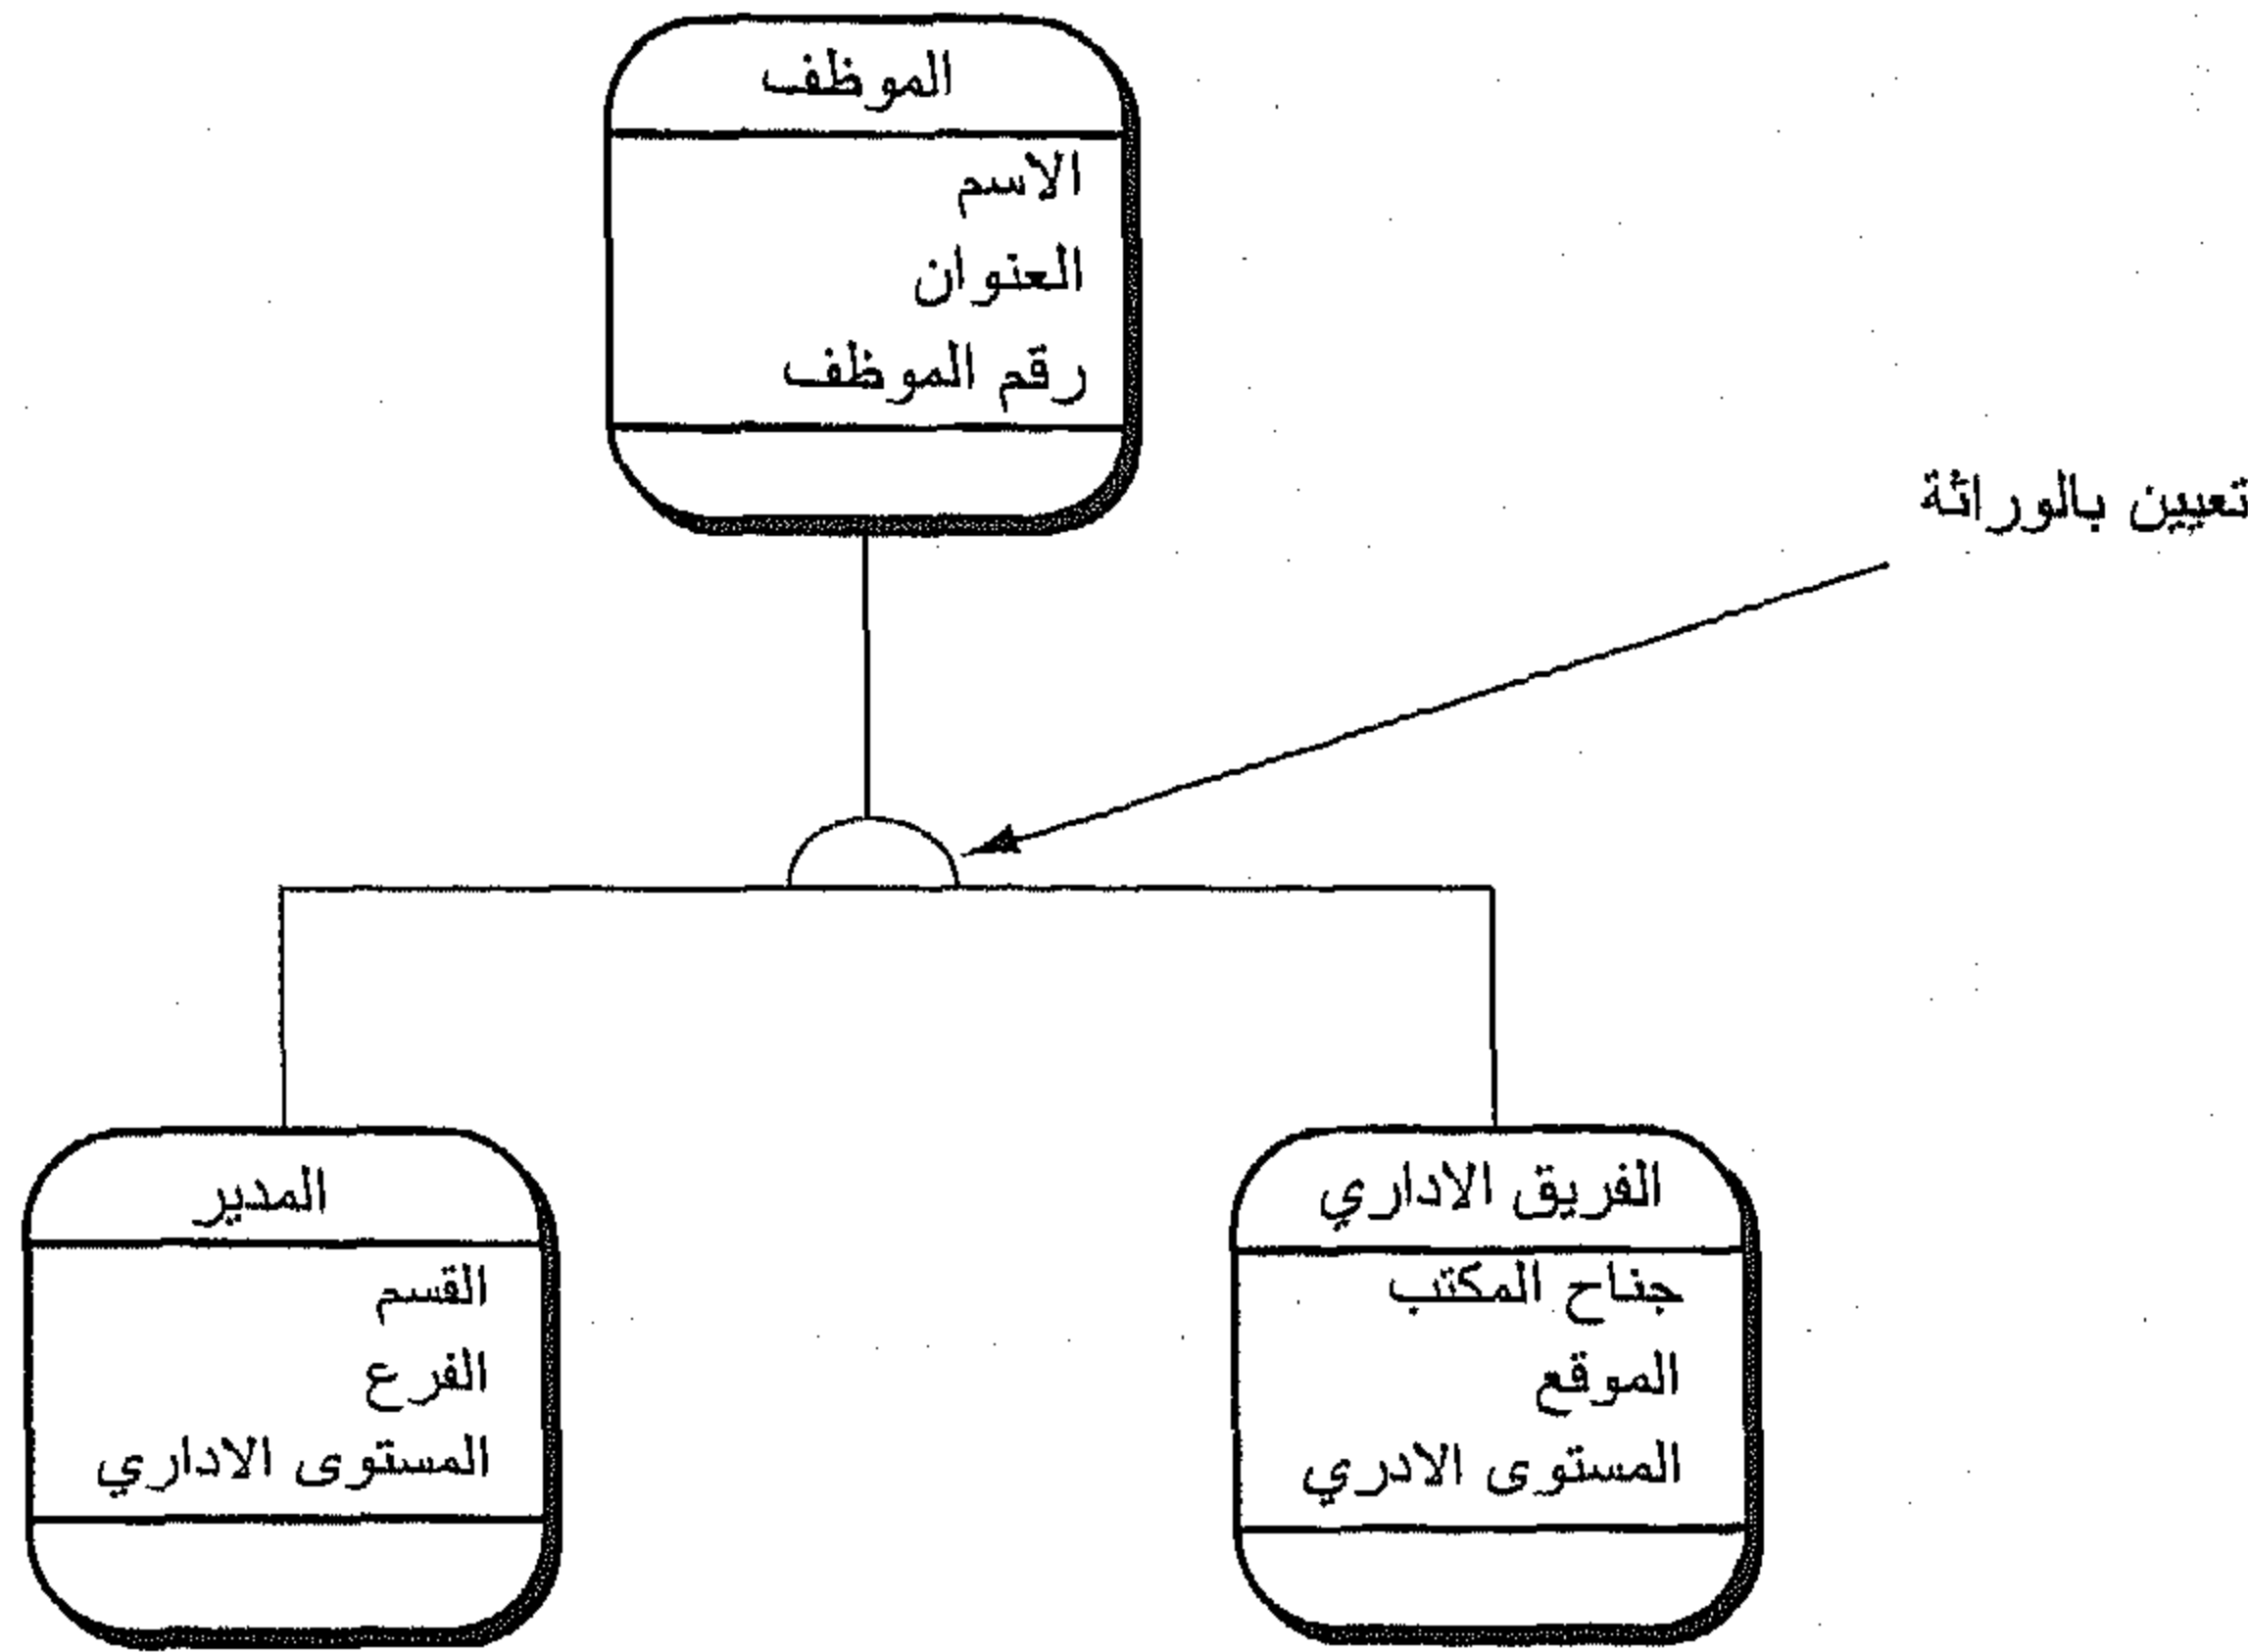 الموظف
الاسم
العنوان
رقم الموظف
تعيين بالوراثة
الفريق الاداري
جناح المكتب
الموقع
المستوى الادري
المدير
القسم
الفرع
المستوى الاداري